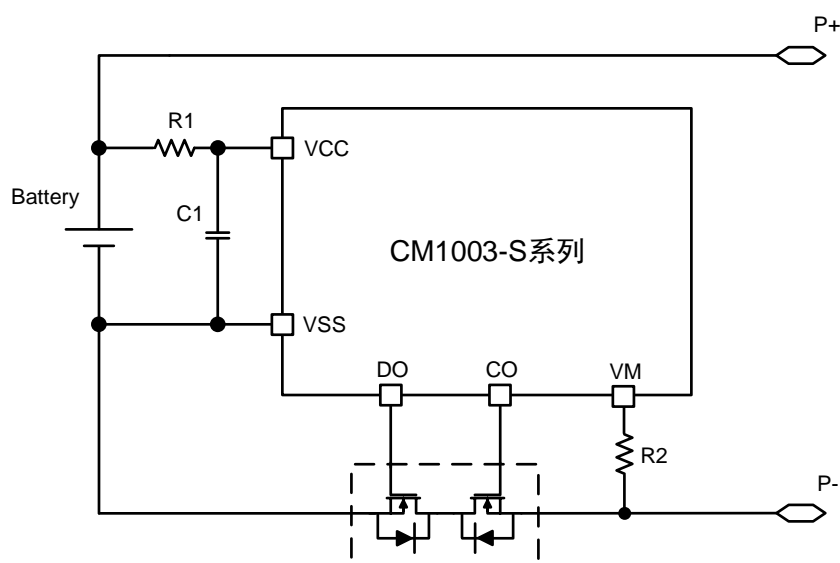 P+
R1
VCC
Battery
C1
CM1003-S系列
VSS
DO
CO
VM
R2
P-